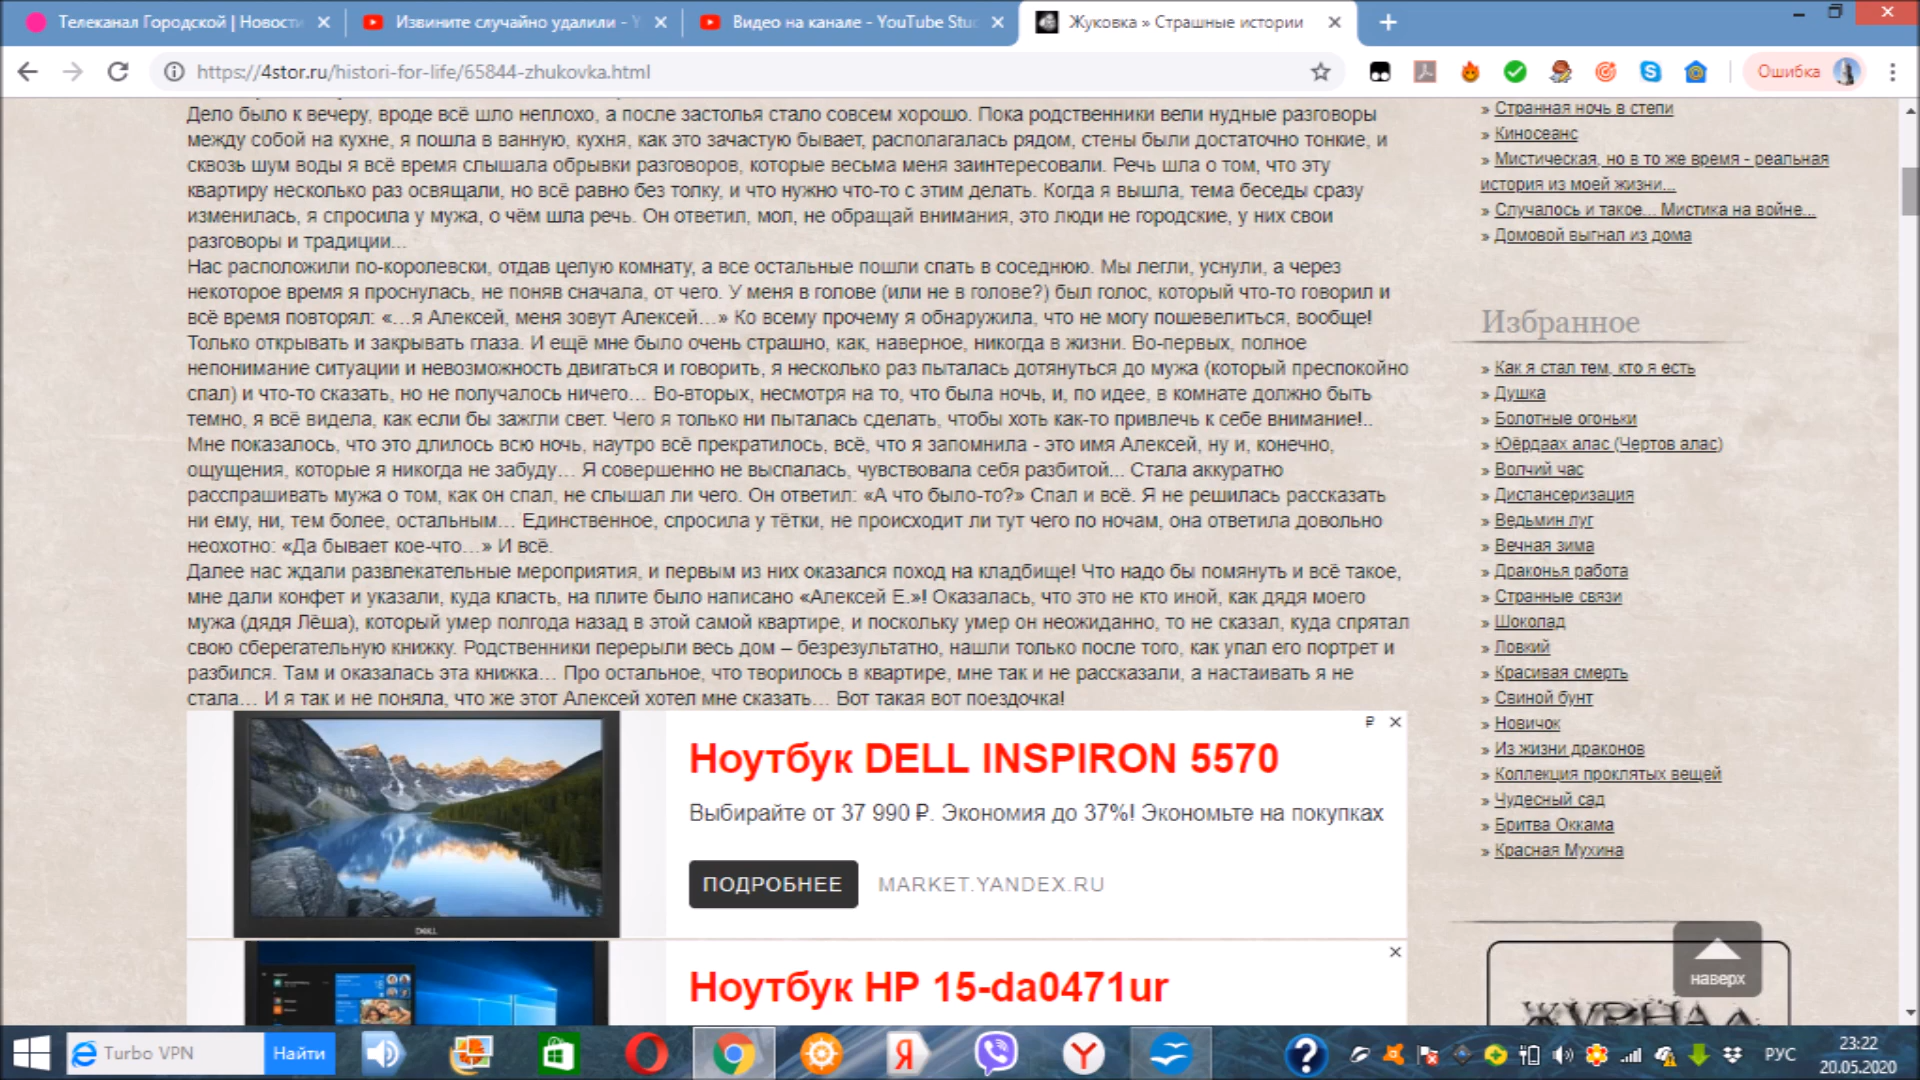 Телеканал Городской | Новости
Извините случайно удалили - Y
Видео на канале - YouTube Stuc
Жуковка » Страшные истории
https://4stor.ru/histori-for-life/65844-zhukovka.html
Ошибка
Дело было к вечеру, вроде всё шло неплохо, а после застолья стало совсем хорошо. Пока родственники вели нудные разговоры
между собой на кухне, я пошла в ванную, кухня, как это зачастую бывает, располагалась рядом, стены были достаточно тонкие, и
сквозь шум воды я всё время слышала обрывки разговоров, которые весьма меня заинтересовали. Речь шла о том, что эту
квартиру несколько раз освящали, но всё равно без толку, и что нужно что-то с этим делать. Когда я вышла, тема беседы сразу
изменилась, я спросила у мужа, о чём шла речь. Он ответил, мол, не обращай внимания, это люди не городские, у них свои
разговоры и традиции...
Нас расположили по-королевски, отдав целую комнату, а все остальные пошли спать в соседнюю. Мы легли, уснули, а через
некоторое время я проснулась, не поняв сначала, от чего. У меня в голове (или не в голове?) был голос, который что-то говорил и
всё время повторял: «…я Алексей, меня зовут Алексей…» Ко всему прочему я обнаружила, что не могу пошевелиться, вообще!
Только открывать и закрывать глаза. И ещё мне было очень страшно, как, наверное, никогда в жизни. Во-первых, полное
непонимание ситуации и невозможность двигаться и говорить, я несколько раз пыталась дотянуться до мужа (который преспокойно
спал) и что-то сказать, но не получалось ничего… Во-вторых, несмотря на то, что была ночь, и, по идее, в комнате должно быть
темно, я всё видела, как если бы зажгли свет. Чего я только ни пыталась сделать, чтобы хоть как-то привлечь к себе внимание!..
Мне показалось, что это длилось всю ночь, наутро всё прекратилось, всё, что я запомнила - это имя Алексей, ну и, конечно,
ощущения, которые я никогда не забуду… Я совершенно не выспалась, чувствовала себя разбитой... Стала аккуратно
расспрашивать мужа о том, как он спал, не слышал ли чего. Он ответил: «А что было-то?» Спал и всё. Я не решилась рассказать
ни ему, ни, тем более, остальным… Единственное, спросила у тётки, не происходит ли тут чего по ночам, она ответила довольно
неохотно: «Да бывает кое-что…» И всё.
Далее нас ждали развлекательные мероприятия, и первым из них оказался поход на кладбище! Что надо бы помянуть и всё такое,
мне дали конфет и указали, куда класть, на плите было написано «Алексей Е.»! Оказалась, что это не кто иной, как дядя моего
мужа (дядя Лёша), который умер полгода назад в этой самой квартире, и поскольку умер он неожиданно, то не сказал, куда спрятал
свою сберегательную книжку. Родственники перерыли весь дом – безрезультатно, нашли только после того, как упал его портрет и
разбился. Там и оказалась эта книжка… Про остальное, что творилось в квартире, мне так и не рассказали, а настаивать я не
стала… И я так и не поняла, что же этот Алексей хотел мне сказать… Вот такая вот поездочка!
Ноутбук DELL INSPIRON 5570
Выбирайте от 37 990 ₽. Экономия до 37%! Экономьте на покупках
ПОДРОБНЕЕ MARKET.YANDEX.RU
DELL
Ноутбук HP 15-da0471ur
» Странная ночь в степи
» Киносеанс
» Мистическая, но в то же время - реальная
история из моей жизни...
» Случалось и такое... Мистика на войне...
» Домовой выгнал из дома
Избранное
» Как я стал тем, кто я есть
» Душка
» Болотные огоньки
» Юёрдаах алас (Чертов алас)
» Волчий час
» Диспансеризация
» Ведьмин луг
» Вечная зима
» Драконья работа
» Странные связи
» Шоколад
» Ловкий
» Красивая смерть
» Свиной бунт
» Новичок
» Из жизни драконов
» Коллекция проклятых вещей
» Чудесный сад
» Бритва Оккама
» Красная Мухина
наверх
ЖУРНАЛ
Turbo VPN
Найти
РУС
23:22
20.05.2020